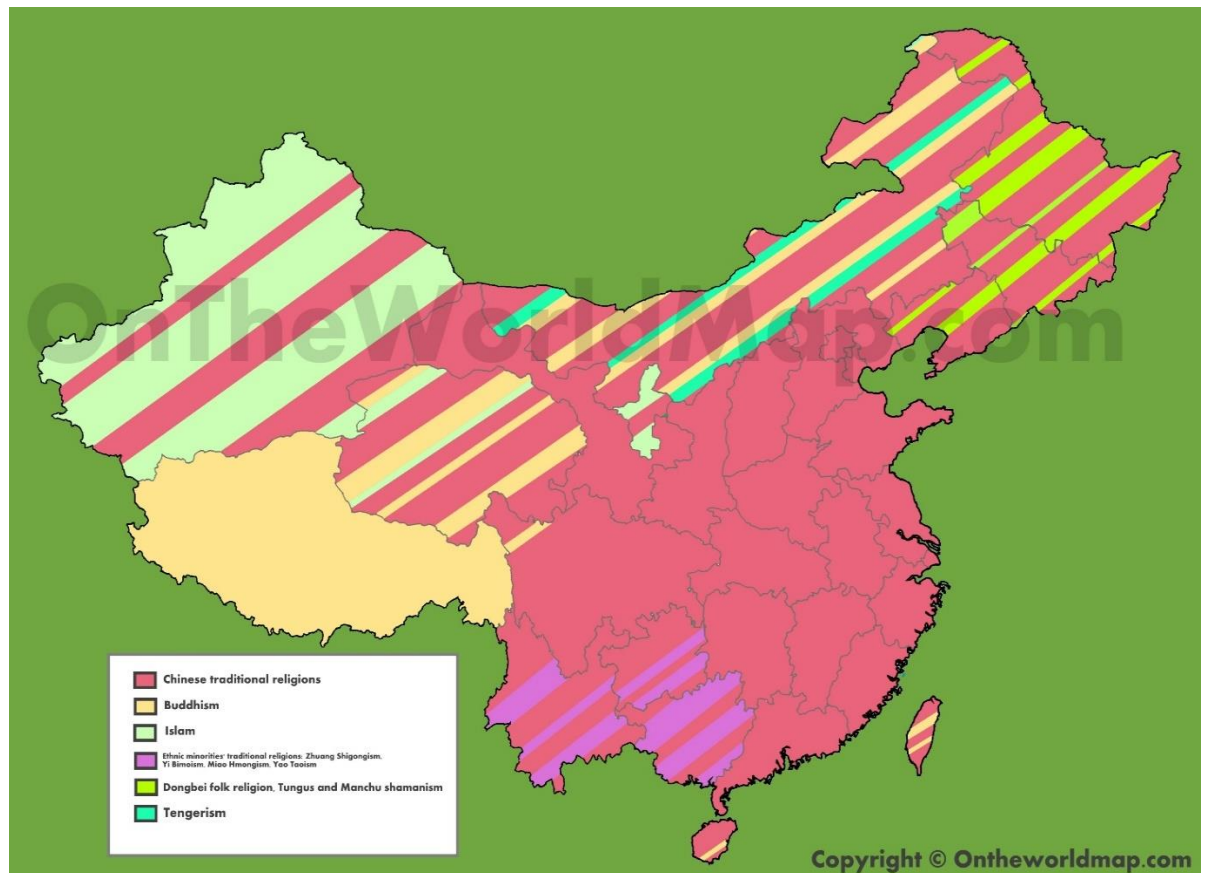 OnTheWorldMap.com
Chinese traditional religions
Buddhism
Islam
Ethnic minorities' traditional religions: Zhuang Shigongism,
Yi Bimoism, Miao Hmongism, Yao Taoism
Dongbei folk religion, Tungus and Manchu shamanism
Tengerism
Copyright © Ontheworldmap.com